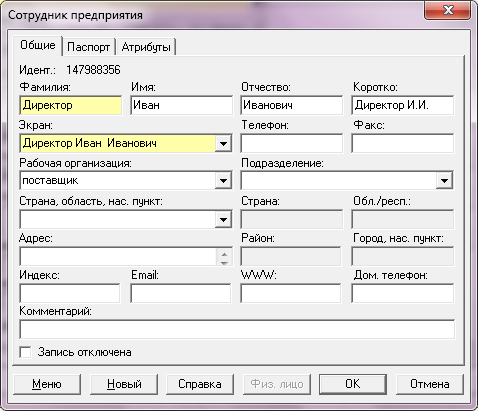 Сотрудник предприятия
Общие Паспорт Атрибуты
Идент.: 147988356
Фамилия: Имя: Отчество: Коротко:
Директор Иван Иванович Директор И.И.
Экран: Телефон: Факс:
Директор Иван Иванович
Рабочая организация: Подразделение:
поставщик
Страна, область, нас. пункт: Страна: Обл./респ.:
Адрес: Район: Город, нас. пункт:
Индекс: Email: WWW: Дом. телефон:
Комментарий:
Запись отключена
Меню Новый Справка Физ. лицо OK Отмена